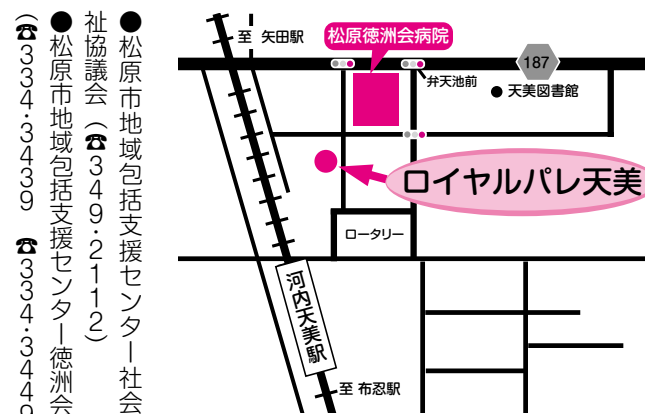 ●松原市地域包括支援センター社会
祉協議会（☎349・2112）
●松原市地域包括支援センター徳洲会
（☎334・3439　☎334・3449
至 矢田駅
松原徳洲会病院
187
弁天池前
● 天美図書館
ロイヤルパレ天美
ロータリー
河内天美駅
至 布忍駅